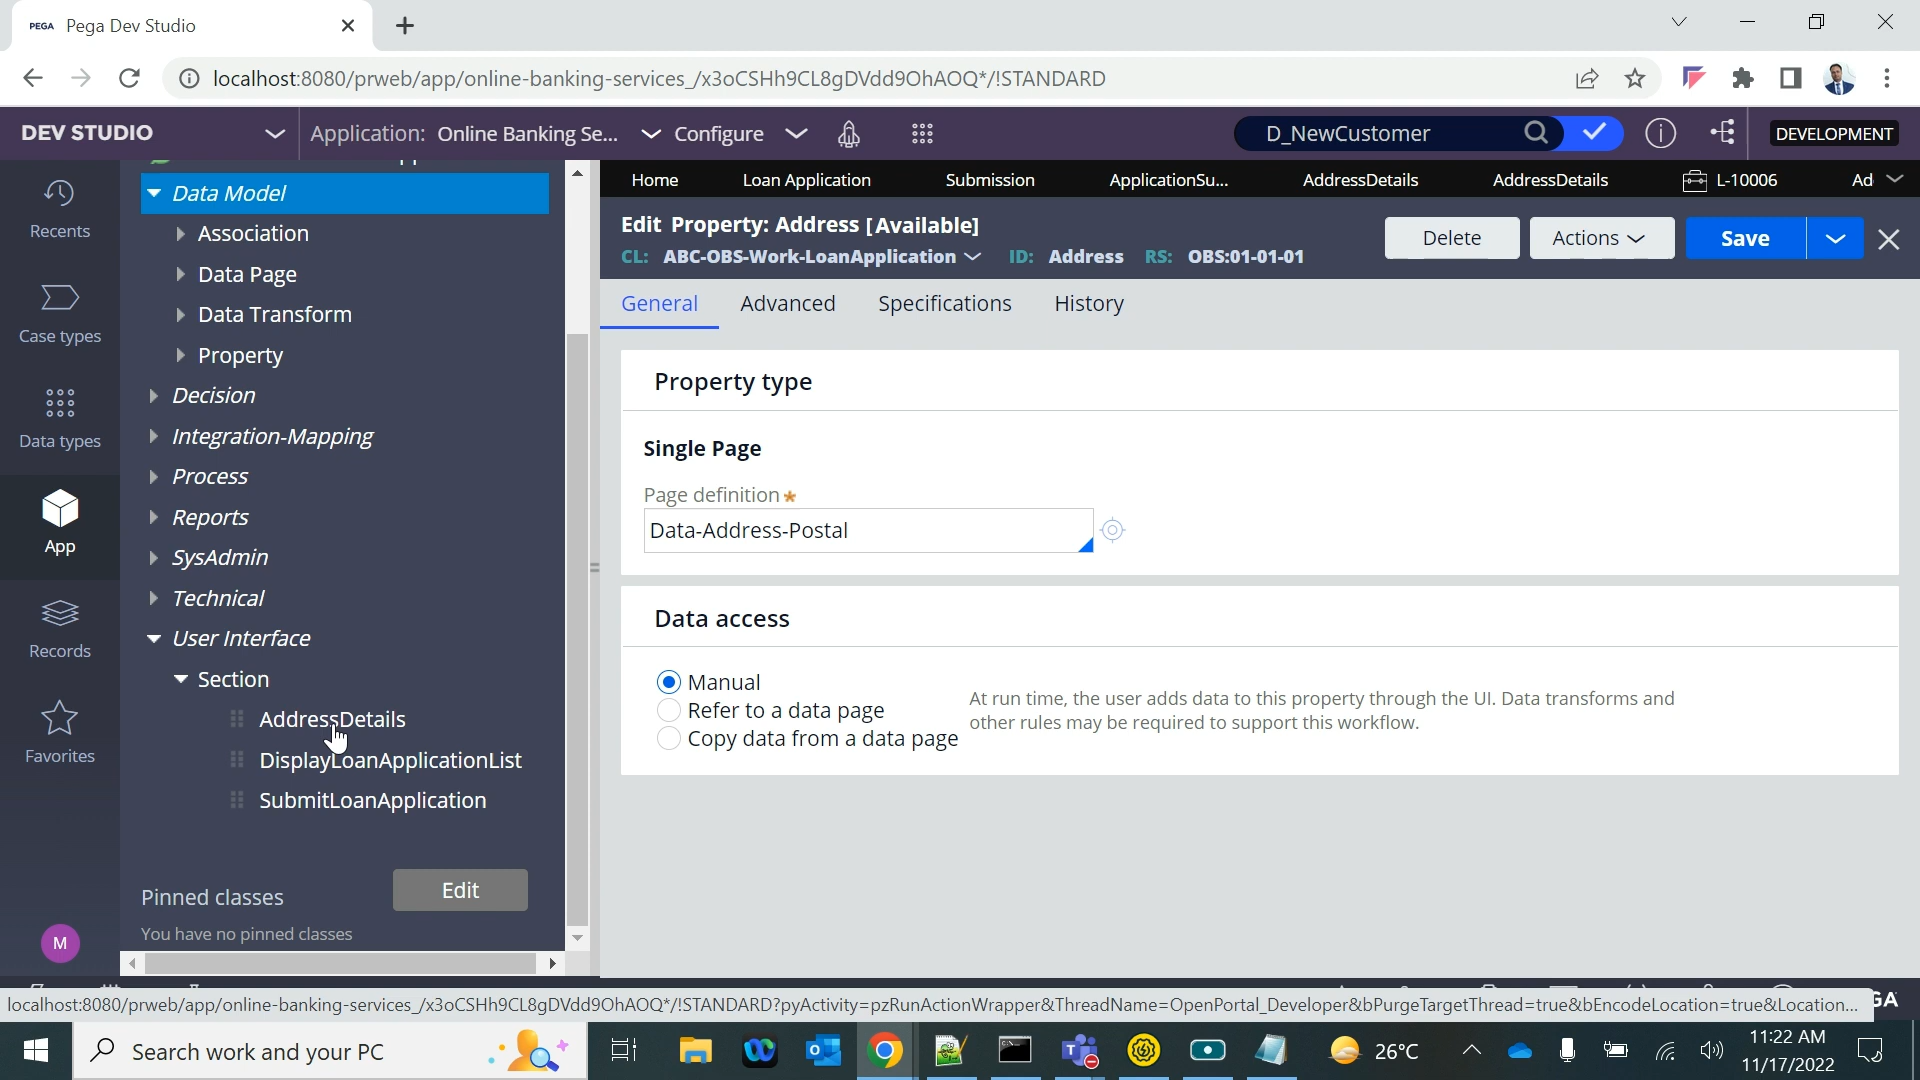 PEGA Pega Dev Studio
localhost:8080/prweb/app/online-banking-services_/x3oCSHh9CL8gDVdd9OhAOQ*/!STANDARD
DEV STUDIO
Application: Online Banking Se...
Configure
D_NewCustomer
DEVELOPMENT
Recents
Case types
Data types
App
Records
Favorites
M
Data Model
Association
Data Page
Data Transform
Property
Decision
Integration-Mapping
Process
Reports
SysAdmin
Technical
User Interface
Section
AddressDetails
DisplayLoanApplicationList
SubmitLoanApplication
Pinned classes
Edit
You have no pinned classes
Home Loan Application Submission ApplicationSu... AddressDetails AddressDetails L-10006 Ad
Edit Property: Address [Available]
CL: ABC-OBS-Work-LoanApplication ID: Address RS: OBS:01-01-01
Delete
Actions
Save
General Advanced Specifications History
Property type
Single Page
Page definition *
Data-Address-Postal
Data access
Manual
Refer to a data page
Copy data from a data page
At run time, the user adds data to this property through the UI. Data transforms and
other rules may be required to support this workflow.
localhost:8080/prweb/app/online-banking-services_/x3oCSHh9CL8gDVdd9OhAOQ*/!STANDARD?pyActivity=pzRunActionWrapper&ThreadName=OpenPortal_Developer&bPurgeTargetThread=true&bEncodeLocation=true&Location...
GA
Search work and your PC
26°C
11:22 AM
11/17/2022